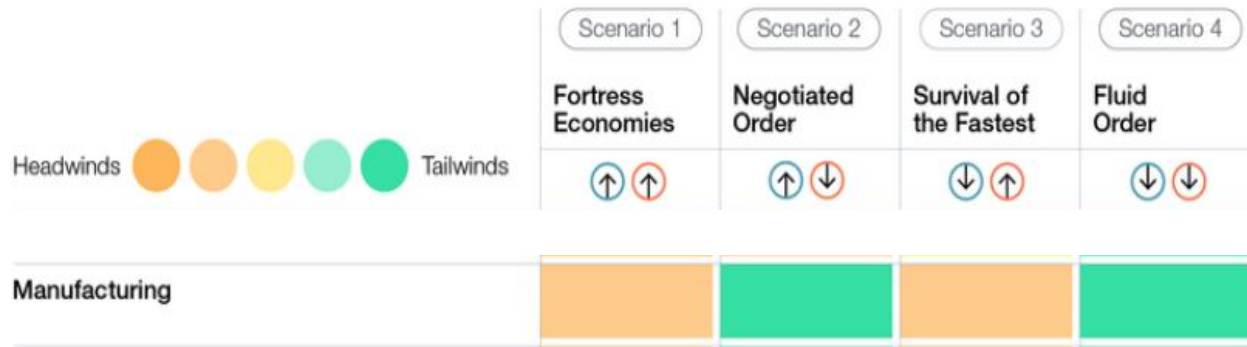 Scenario 1
Scenario 2
Scenario 3
Scenario 4
Fortress
Economies
Negotiated
Order
Survival of
the Fastest
Fluid
Order
Headwinds
Tailwinds
Manufacturing